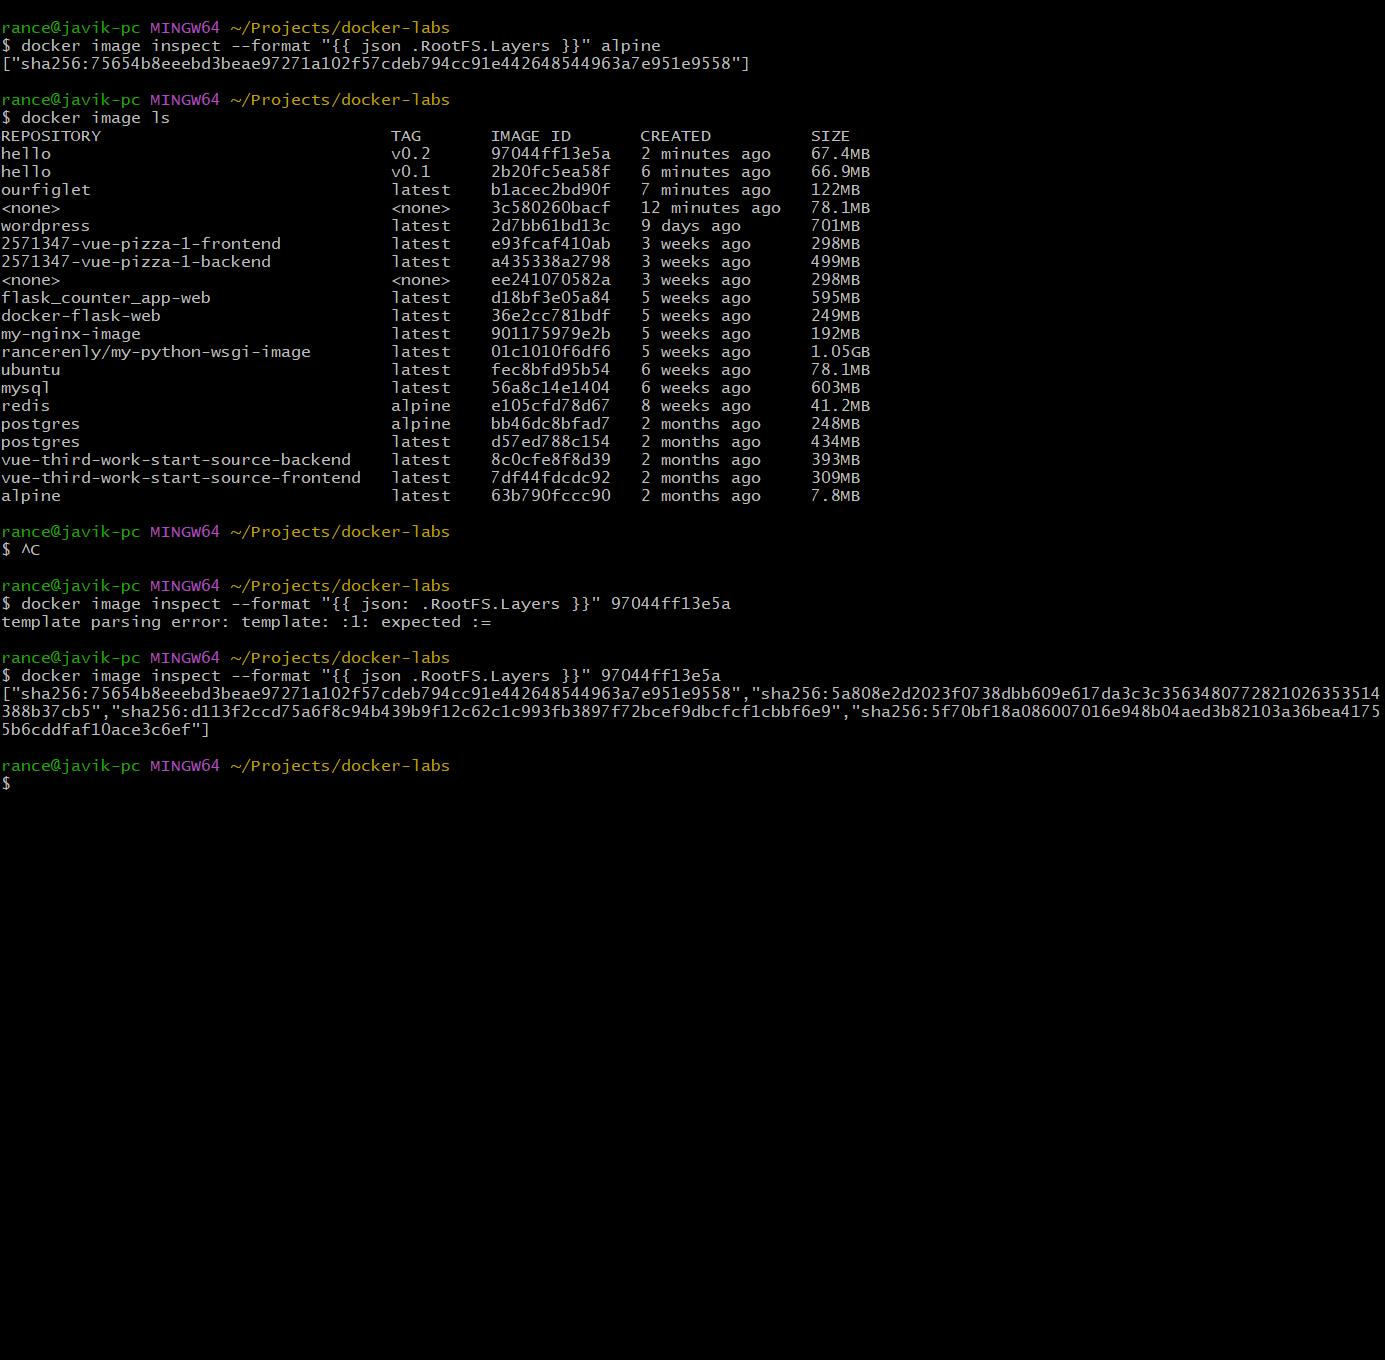 rance@javik-pc MINGW64 ~/Projects/docker-labs
$ docker image inspect --format "{{ json .RootFS.Layers }}" alpine
["sha256:75654b8eeebd3beae97271a102f57cdeb794cc91e442648544963a7e951e9558"]
rance@javik-pc MINGW64 ~/Projects/docker-labs
$ docker image ls
REPOSITORY TAG IMAGE ID CREATED SIZE
hello v0.2 97044ff13e5a 2 minutes ago 67.4MB
hello v0.1 2b20fc5ea58f 6 minutes ago 66.9MB
ourfiglet latest b1acec2bd90f 7 minutes ago 122MB
<none> <none> 3c580260bacf 12 minutes ago 78.1MB
wordpress latest 2d7bb61bd13c 9 days ago 701MB
2571347-vue-pizza-1-frontend latest e93fcaf410ab 3 weeks ago 298MB
2571347-vue-pizza-1-backend latest a435338a2798 3 weeks ago 499MB
<none> <none> ee241070582a 3 weeks ago 298MB
flask_counter_app-web latest d18bf3e05a84 5 weeks ago 595MB
docker-flask-web latest 36e2cc781bdf 5 weeks ago 249MB
my-nginx-image latest 901175979e2b 5 weeks ago 192MB
rancerenly/my-python-wsgi-image latest 01c1010f6df6 5 weeks ago 1.05GB
ubuntu latest fec8bfd95b54 6 weeks ago 78.1MB
mysql latest 56a8c14e1404 6 weeks ago 603MB
redis alpine e105cfd78d67 8 weeks ago 41.2MB
postgres alpine bb46dc8bfad7 2 months ago 248MB
postgres latest d57ed788c154 2 months ago 434MB
vue-third-work-start-source-backend latest 8c0cfe8f8d39 2 months ago 393MB
vue-third-work-start-source-frontend latest 7df44fdcdc92 2 months ago 309MB
alpine latest 63b790fccc90 2 months ago 7.8MB
rance@javik-pc MINGW64 ~/Projects/docker-labs
$ ^C
rance@javik-pc MINGW64 ~/Projects/docker-labs
$ docker image inspect --format "{{ json: .RootFS.Layers }}" 97044ff13e5a
template parsing error: template: :1: expected :=
rance@javik-pc MINGW64 ~/Projects/docker-labs
$ docker image inspect --format "{{ json .RootFS.Layers }}" 97044ff13e5a
["sha256:75654b8eeebd3beae97271a102f57cdeb794cc91e442648544963a7e951e9558","sha256:5a808e2d2023f0738dbb609e617da3c3c3563480772821026353514
388b37cb5","sha256:d113f2ccd75a6f8c94b439b9f12c62c1c993fb3897f72bcef9dbcfcf1cbbf6e9","sha256:5f70bf18a086007016e948b04aed3b82103a36bea4175
5b6cddfaf10ace3c6ef"]
rance@javik-pc MINGW64 ~/Projects/docker-labs
$